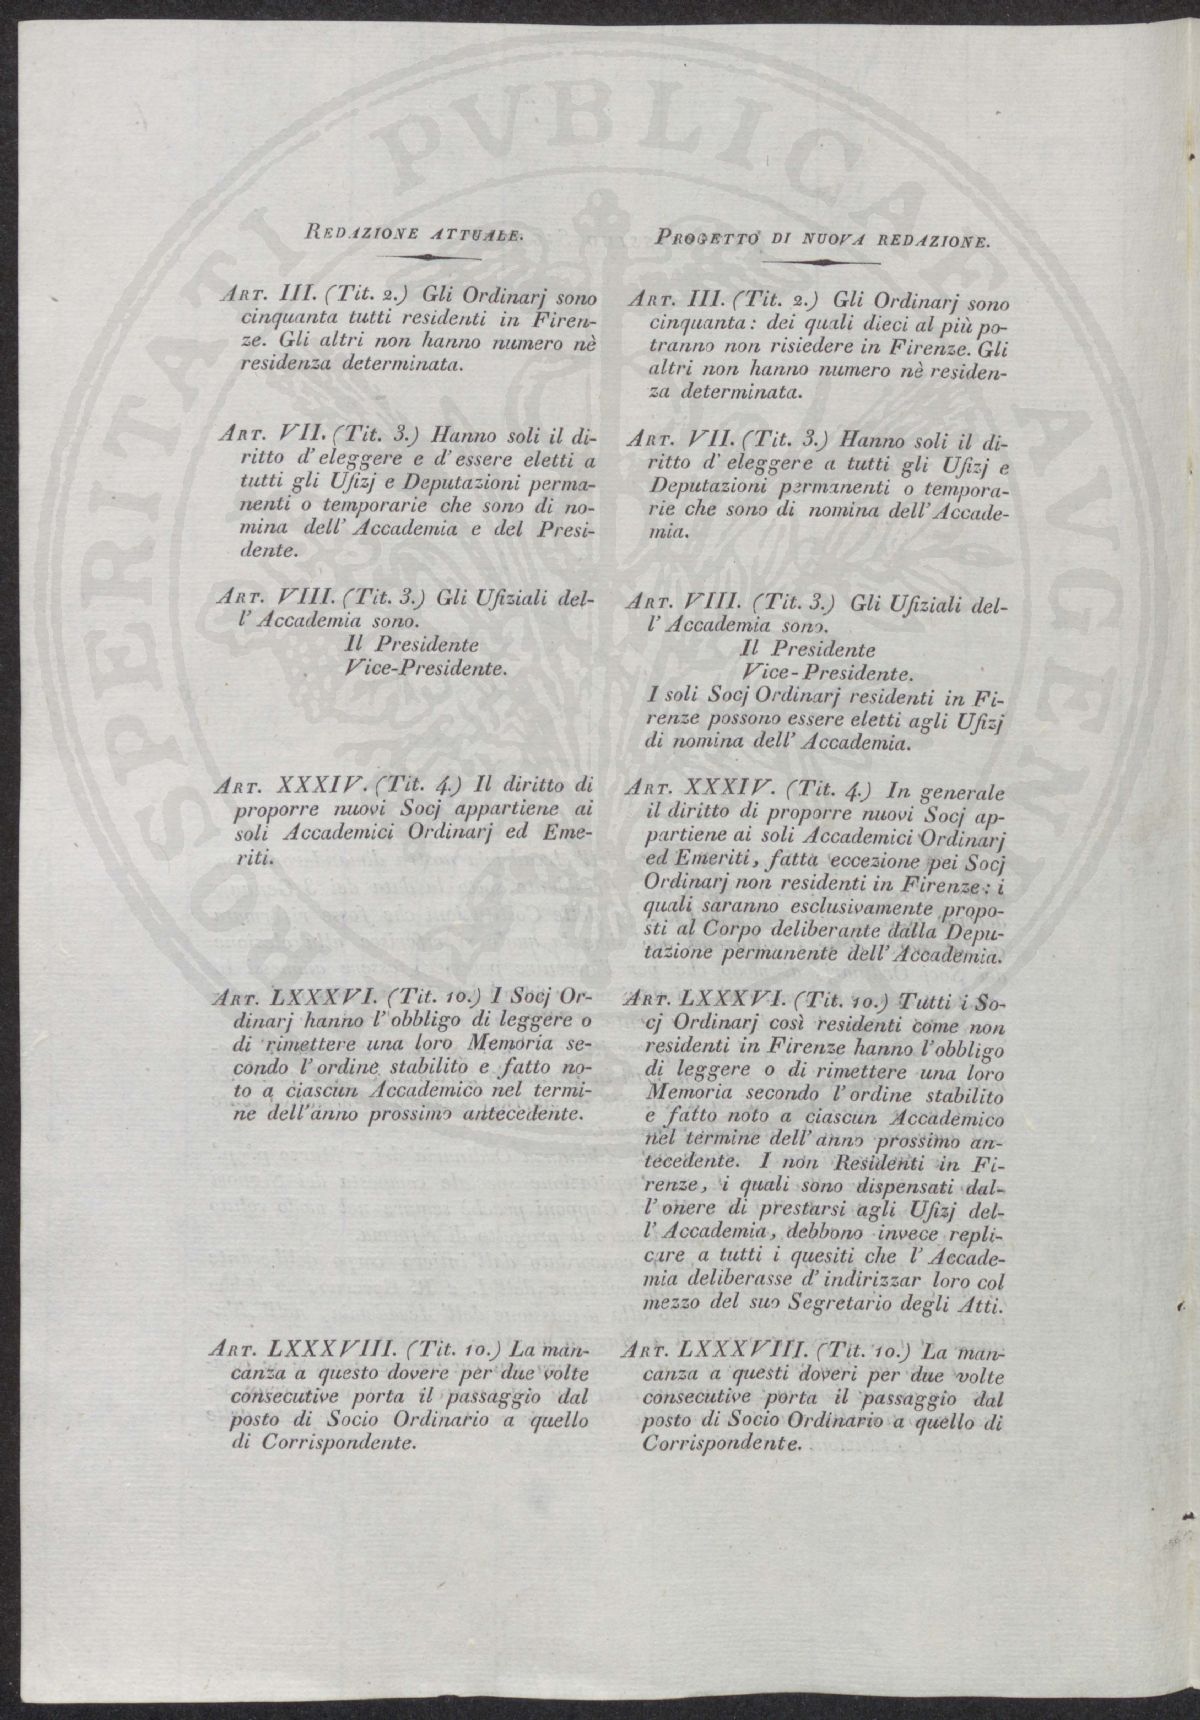 REDAZIONE ATTUALE.
ART. III. (Tit. 2.) Gli Ordinarj sono
cinquanta tutti residenti in Firen-
ze. Gli altri non hanno numero nè
residenza determinata.
ART. VII. (Tit. 3.) Hanno soli il di-
ritto d'eleggere e d'essere eletti a
tutti gli Ufizj e Deputazioni perma-
nenti o temporarie che sono di no-
mina dell' Accademia e del Presi-
dente.
ART. VIII. (Tit. 3.) Gli Ufiziali del-
l' Accademia sono.
Il Presidente
Vice-Presidente.
ART. XXXIV. (Tit. 4.) Il diritto di
proporre nuovi Socj appartiene ai
soli Accademici Ordinarj ed Eme-
riti.
ART. LXXXVI. (Tit. 10.) I Socj Or-
dinarj hanno l'obbligo di leggere o
di rimettere una loro Memoria se-
condo l'ordine stabilito e fatto no-
to a ciascun Accademico nel termi-
ne dell'anno prossimo antecedente.
ART. LXXXVIII. (Tit. 10.) La man-
canza a questo dovere per due volte
consecutive porta il passaggio dal
posto di Socio Ordinario a quello
di Corrispondente.
PROGETTO DI NUOVA REDAZIONE.
ART. III. (Tit. 2.) Gli Ordinarj sono
cinquanta: dei quali dieci al più po-
tranno non risiedere in Firenze. Gli
altri non hanno numero nè residen-
za determinata.
ART. VII. (Tit. 3.) Hanno soli il di-
ritto d' eleggere a tutti gli Ufizj e
Deputazioni permanenti o tempora-
rie che sono di nomina dell' Accade-
mia.
ART. VIII. (Tit. 3.) Gli Ufiziali del-
l' Accademia sono.
Il Presidente
Vice-Presidente.
I soli Socj Ordinarj residenti in Fi-
renze possono essere eletti agli Ufizj
di nomina dell' Accademia.
ART. XXXIV. (Tit. 4.) In generale
il diritto di proporre nuovi Socj ap-
partiene ai soli Accademici Ordinarj
ed Emeriti, fatta eccezione pei Socj
Ordinarj non residenti in Firenze: i
quali saranno esclusivamente propo-
sti al Corpo deliberante dalla Depu-
tazione permanente dell' Accademia.
ART. LXXXVI. (Tit. 10.) Tutti i So-
cj Ordinarj così residenti come non
residenti in Firenze hanno l'obbligo
di leggere o di rimettere una loro
Memoria secondo l'ordine stabilito
e fatto noto a ciascun Accademico
nel termine dell' anno prossimo an-
tecedente. I non Residenti in Fi-
renze, i quali sono dispensati dal-
l'onere di prestarsi agli Ufizj del-
l' Accademia, debbono invece repli-
care a tutti i quesiti che l' Accade-
mia deliberasse d' indirizzar loro col
mezzo del suo Segretario degli Atti.
ART. LXXXVIII. (Tit. 10.) La man-
canza a questi doveri per due volte
consecutive porta il passaggio dal
posto di Socio Ordinario a quello di
Corrispondente.